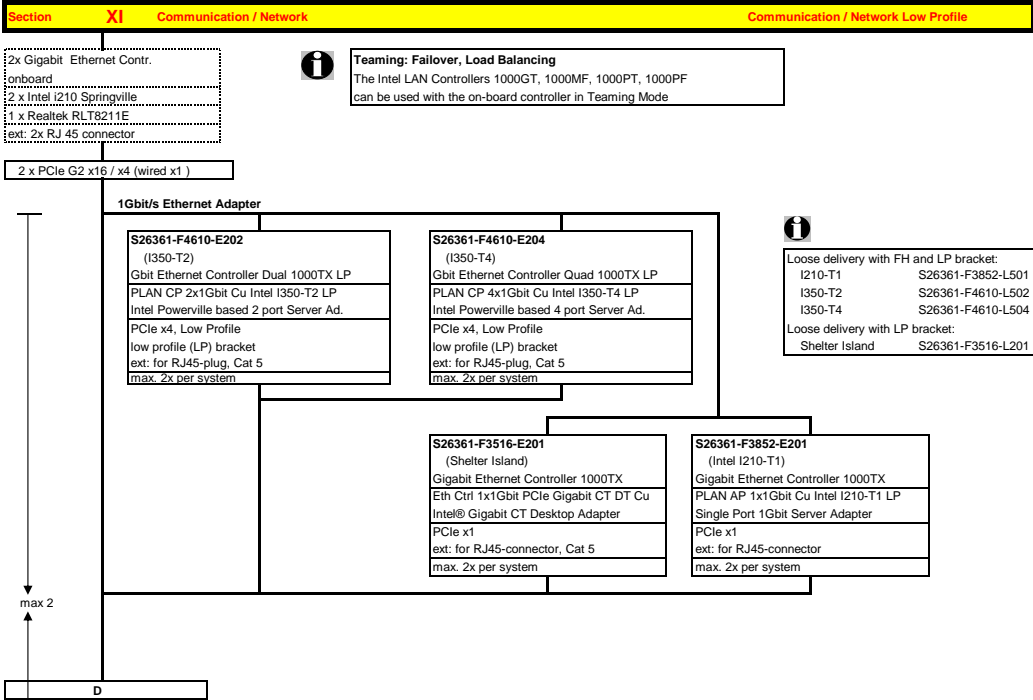 Section XI Communication / Network Communication / Network Low Profile
2x Gigabit Ethernet Contr.
onboard
2 x Intel i210 Springville
1 x Realtek RLT8211E
ext: 2x RJ 45 connector
Teaming: Failover, Load Balancing
The Intel LAN Controllers 1000GT, 1000MF, 1000PT, 1000PF
can be used with the on-board controller in Teaming Mode
2 x PCIe G2 x16 / x4 (wired x1 )
1Gbit/s Ethernet Adapter
S26361-F4610-E202
(I350-T2)
Gbit Ethernet Controller Dual 1000TX LP
PLAN CP 2x1Gbit Cu Intel I350-T2 LP
Intel Powerville based 2 port Server Ad.
PCIe x4, Low Profile
low profile (LP) bracket
ext: for RJ45-plug, Cat 5
max. 2x per system
S26361-F4610-E204
(I350-T4)
Gbit Ethernet Controller Quad 1000TX LP
PLAN CP 4x1Gbit Cu Intel I350-T4 LP
Intel Powerville based 4 port Server Ad.
PCIe x4, Low Profile
low profile (LP) bracket
ext: for RJ45-plug, Cat 5
max. 2x per system
Loose delivery with FH and LP bracket:
I210-T1 S26361-F3852-L501
I350-T2 S26361-F4610-L502
I350-T4 S26361-F4610-L504
Loose delivery with LP bracket:
Shelter Island S26361-F3516-L201
S26361-F3516-E201
(Shelter Island)
Gigabit Ethernet Controller 1000TX
Eth Ctrl 1x1Gbit PCIe Gigabit CT DT Cu
Intel® Gigabit CT Desktop Adapter
PCIe x1
ext: for RJ45-connector, Cat 5
max. 2x per system
S26361-F3852-E201
(Intel I210-T1)
Gigabit Ethernet Controller 1000TX
PLAN AP 1x1Gbit Cu Intel I210-T1 LP
Single Port 1Gbit Server Adapter
PCIe x1
ext: for RJ45-connector
max. 2x per system
max 2
D